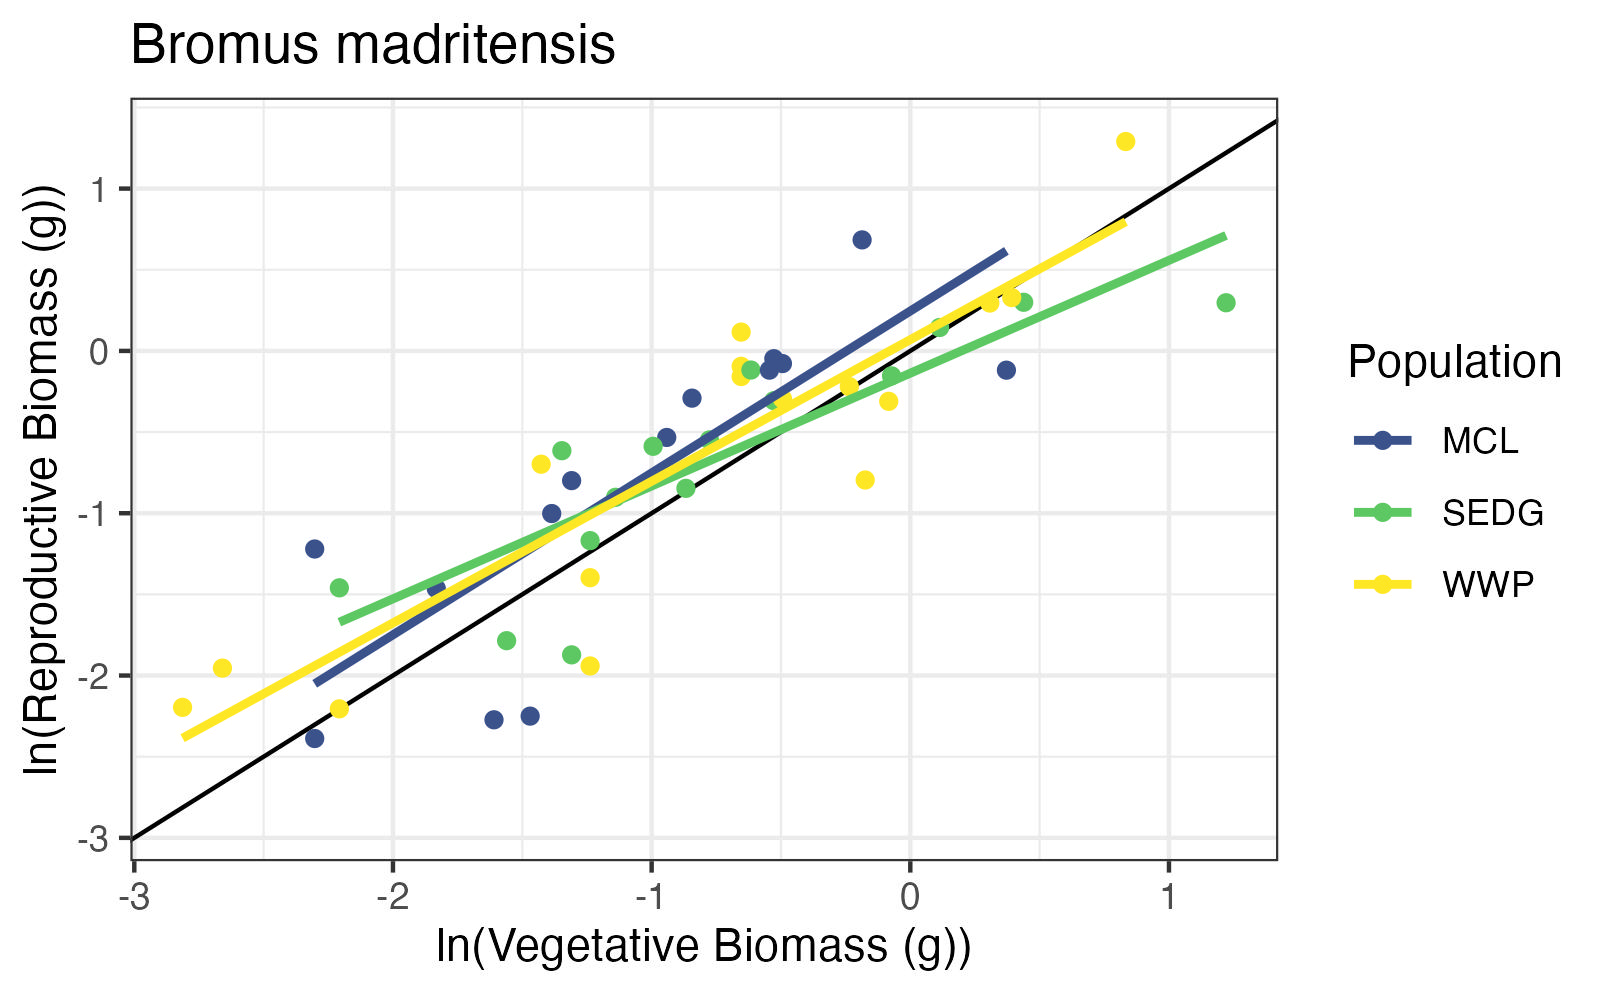 Bromus madritensis
ln(Reproductive Biomass (g))
1
0
-1
-2
-3
-3 -2 -1 0 1
ln(Vegetative Biomass (g))
Population
MCL
SEDG
WWP